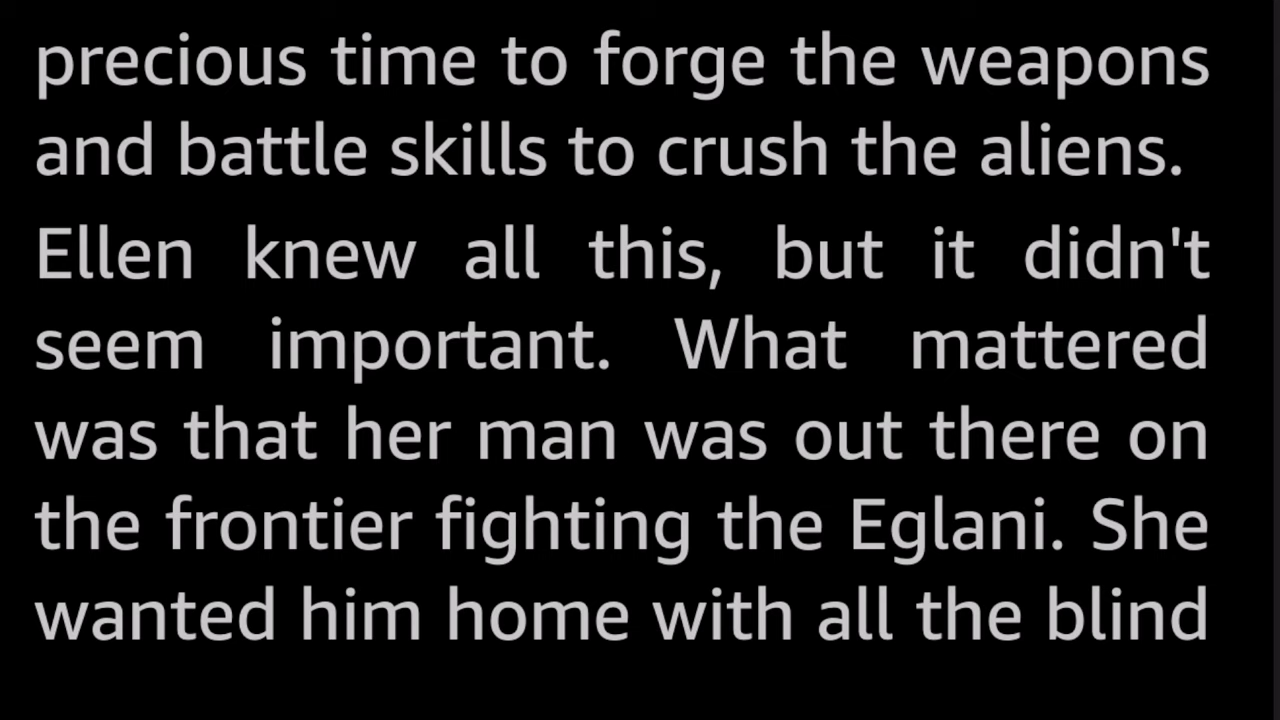 precious time to forge the weapons
and battle skills to crush the aliens.
Ellen knew all this, but it didn't
seem important. What mattered
was that her man was out there on
the frontier fighting the Eglani. She
wanted him home with all the blind